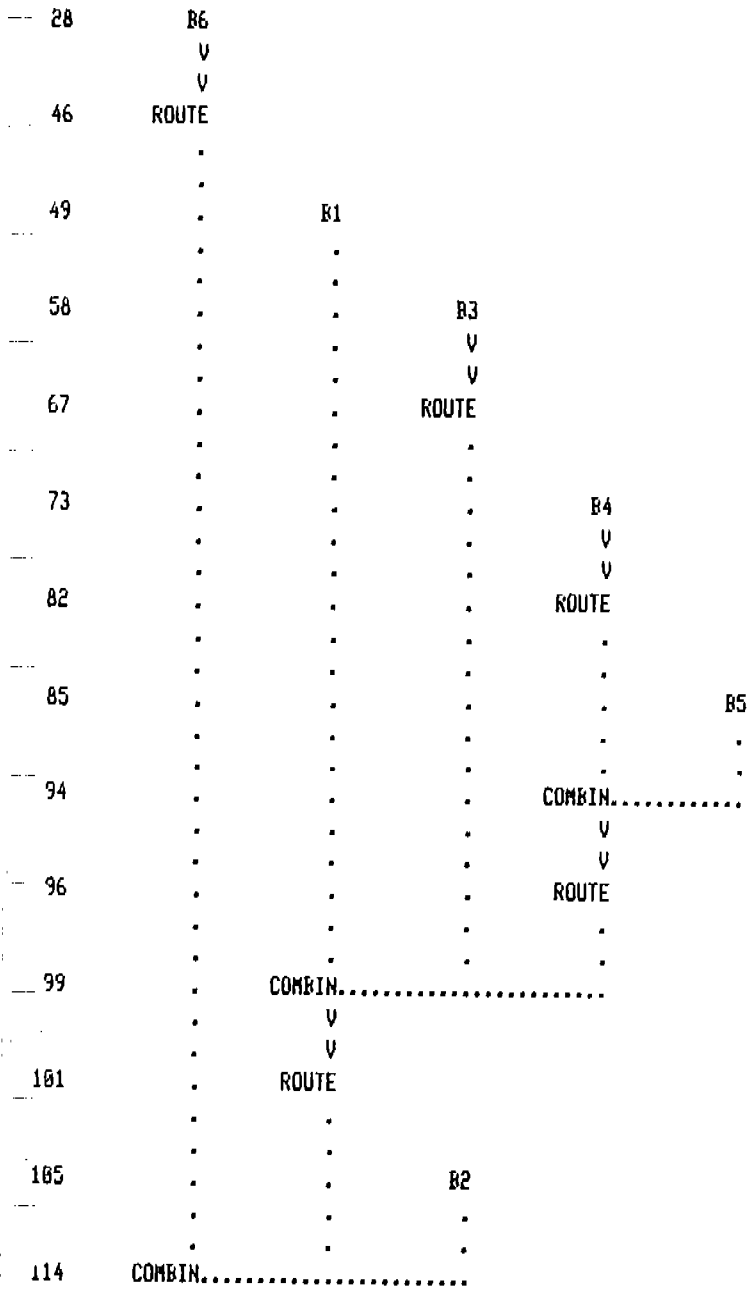 28 B6
V
V
46 ROUTE
. 
. 
49 . B1
. .
. .
58 . . B3
. . V
. . V
67 . . ROUTE
. . .
. . .
73 . . . B4
. . . V
. . . V
82 . . . ROUTE
. . . .
. . . .
85 . . . . B5
. . . . .
. . . . .
94 . . . COMBIN............
. . . V
. . . V
96 . . . ROUTE
. . . .
. . . .
99 . COMBIN........................
. V
. V
101 . ROUTE
. .
. .
105 . . B2
. . .
. . .
114 COMBIN........................